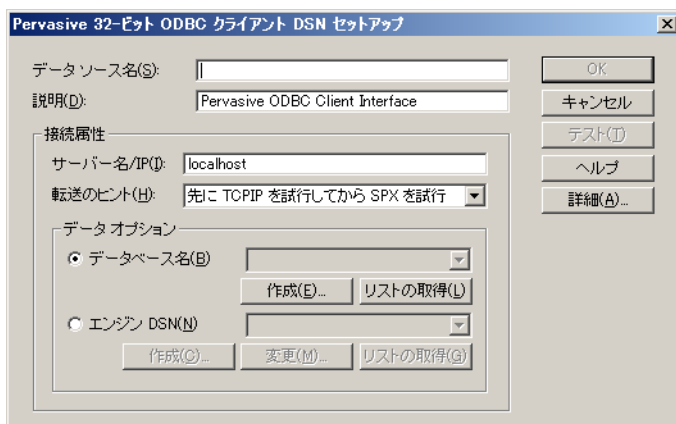 Pervasive 32-ビット ODBC クライアント DSN セットアップ
データ ソース名(S):
OK
説明(D):
Pervasive ODBC Client Interface
キャンセル
接続属性
テスト(T)
サーバー名/IP(I):
localhost
ヘルプ
転送のヒント(H):
先に TCPIP を試行してから SPX を試行
詳細(A)...
データ オプション
データベース名(B)
作成(E)...
リストの取得(L)
エンジン DSN(N)
作成(C)...
変更(M)...
リストの取得(G)